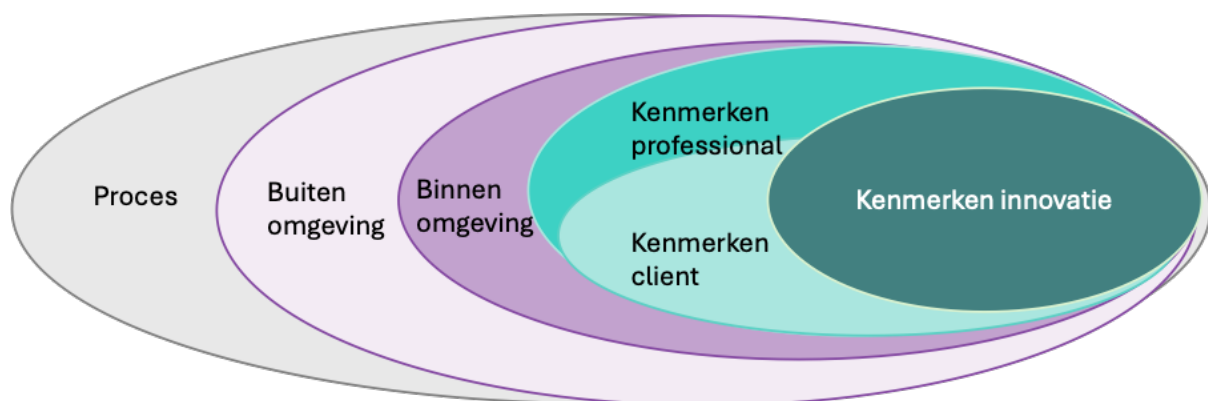 Proces
Buiten
omgeving
Binnen
omgeving
Kenmerken
professional
Kenmerken
client
Kenmerken innovatie